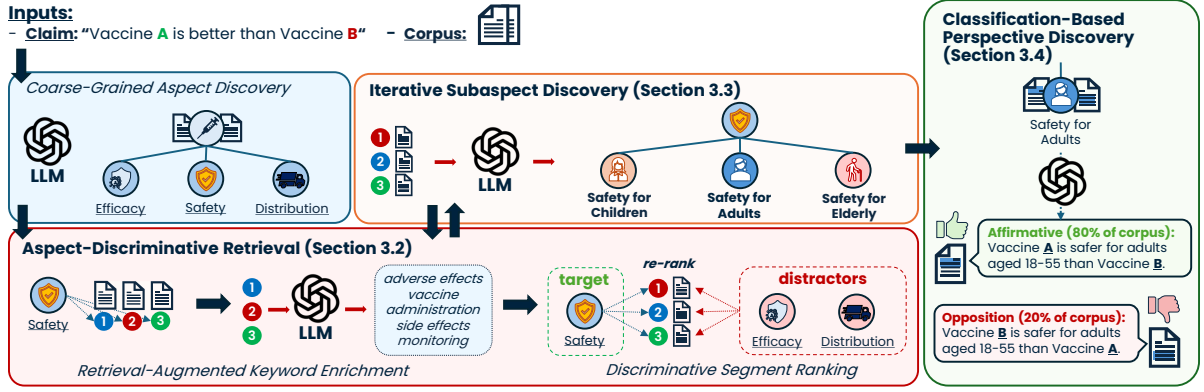 Inputs:
- Claim: “Vaccine A is better than Vaccine B“ - Corpus:
Coarse-Grained Aspect Discovery
LLM
Efficacy
Safety
Distribution
Iterative Subaspect Discovery (Section 3.3)
1
2
3
LLM
Safety for
Children
Safety for
Adults
Safety for
Elderly
Aspect-Discriminative Retrieval (Section 3.2)
Safety
1 2 3
1
2
3
LLM
adverse effects
vaccine
administration
side effects
monitoring
Retrieval-Augmented Keyword Enrichment
target
Safety
re-rank
1
2
3
distractors
Efficacy
Distribution
Discriminative Segment Ranking
Classification-Based
Perspective Discovery
(Section 3.4)
Safety for
Adults
Affirmative (80% of corpus):
Vaccine A is safer for adults
aged 18-55 than Vaccine B.
Opposition (20% of corpus):
Vaccine B is safer for adults
aged 18-55 than Vaccine A.